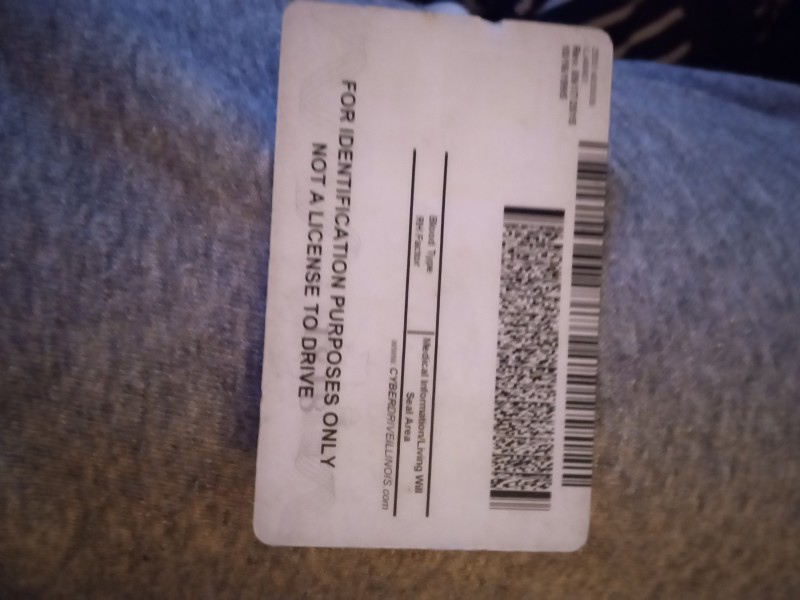 Rev.
Blood Type
RH Factor
Medical Information/Living Will
Seal Area
www.CYBERDRIVEILLINOIS.com
FOR IDENTIFICATION PURPOSES ONLY
NOT A LICENSE TO DRIVE